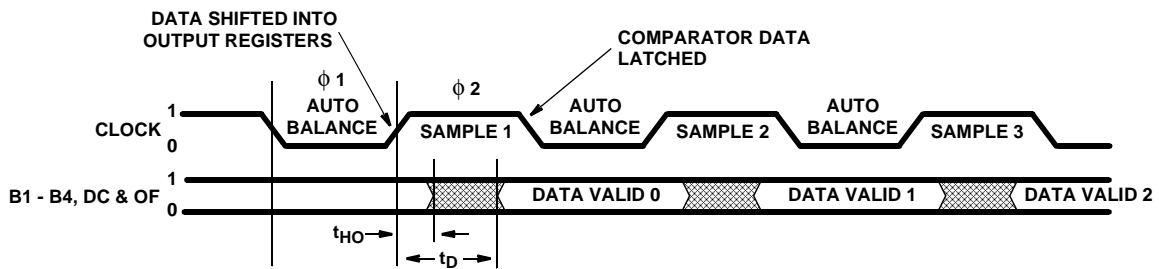 DATA SHIFTED INTO
OUTPUT REGISTERS
COMPARATOR DATA
LATCHED
ϕ 1
ϕ 2
CLOCK
1
0
AUTO
BALANCE
SAMPLE 1
AUTO
BALANCE
SAMPLE 2
AUTO
BALANCE
SAMPLE 3
B1 - B4, DC & OF
1
0
DATA VALID 0
DATA VALID 1
DATA VALID 2
tHO
tD